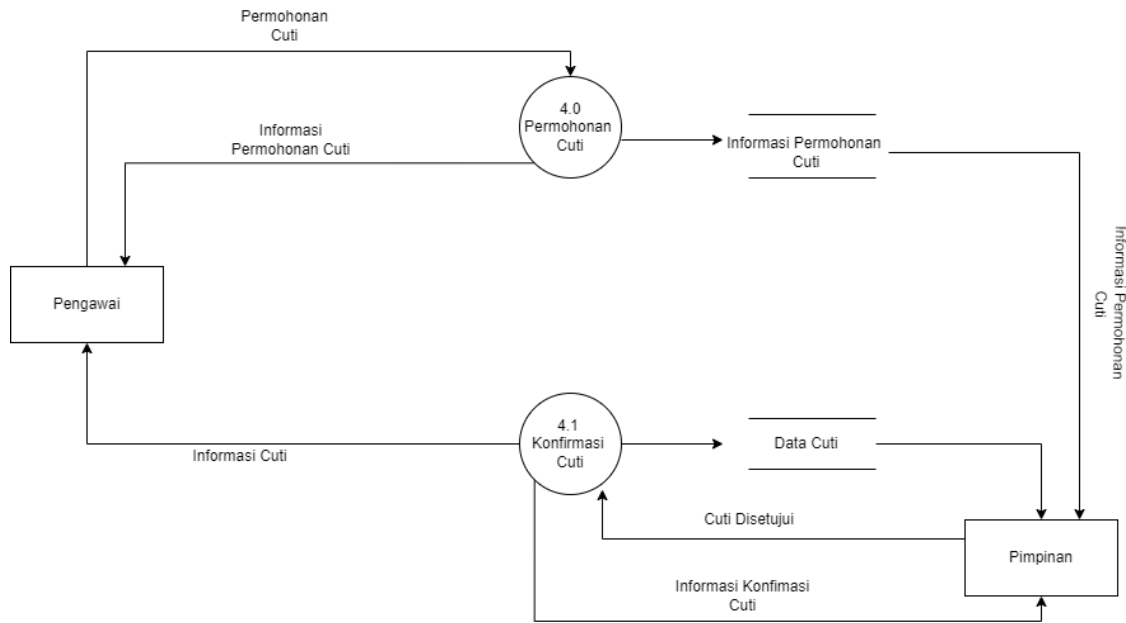 Permohonan
Cuti
4.0
Permohonan
Cuti
Informasi
Permohonan Cuti
Informasi Permohonan
Cuti
Informasi Permohonan
Cuti
Pengawai
4.1
Konfirmasi
Cuti
Data Cuti
Informasi Cuti
Cuti Disetujui
Pimpinan
Informasi Konfimasi
Cuti